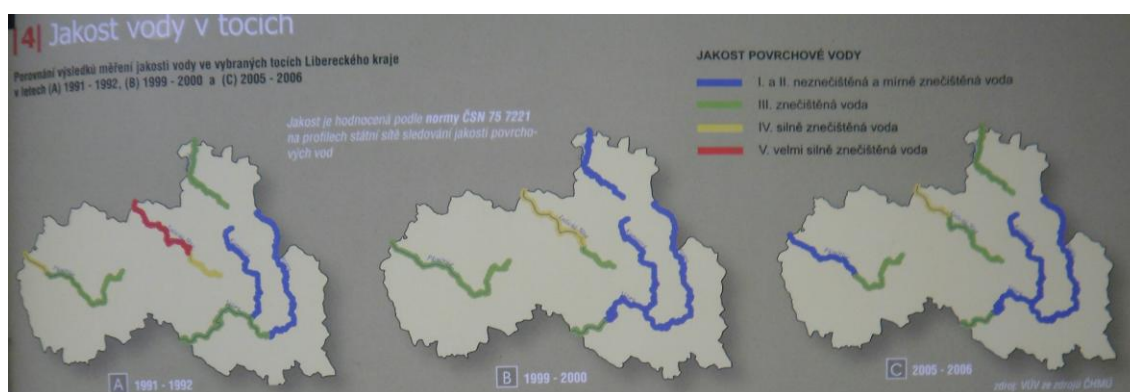 |4| Jakost vody v tocích
Porovnání výsledků měření jakosti vody ve vybraných tocích Libereckého kraje
v letech (A) 1991 - 1992, (B) 1999 - 2000 a (C) 2005 - 2006
Jakost je hodnocená podle normy ČSN 75 7221
na profilech státní sítě sledování jakosti povrcho-
vých vod
JAKOST POVRCHOVÉ VODY
I. a II. neznečištěná a mírně znečištěná voda
III. znečištěná voda
IV. silně znečištěná voda
V. velmi silně znečištěná voda
A 1991 - 1992
B 1999 - 2000
C 2005 - 2006
zdroj: VÚV ze zdrojů ČHMÚ